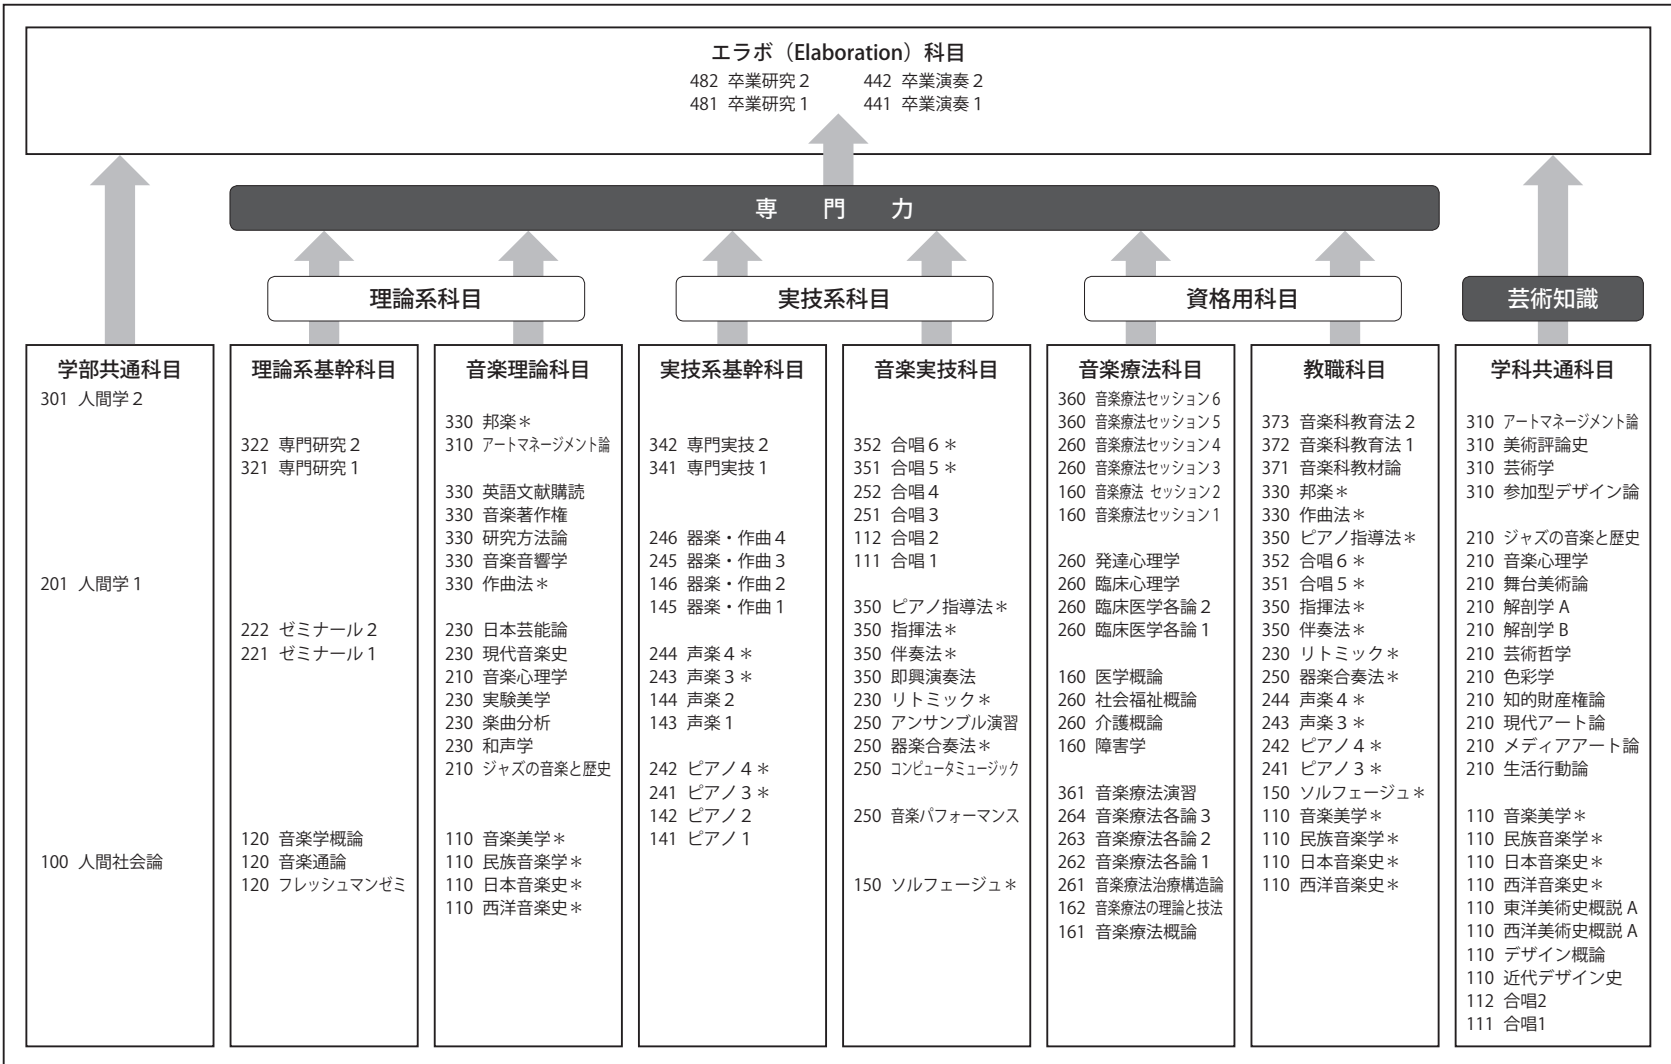 エラボ（Elaboration）科目
482 卒業研究２　442 卒業演奏２
481 卒業研究１　441 卒業演奏１
専　門　力
理論系科目
実技系科目
資格用科目
芸術知識
学部共通科目
301 人間学２
201 人間学１
100 人間社会論
理論系基幹科目
322 専門研究２
321 専門研究１
222 ゼミナール２
221 ゼミナール１
120 音楽学概論
120 音楽通論
120 フレッシュマンゼミ
音楽理論科目
330 邦楽＊
310 アートマネージメント論
330 英語文献購読
330 音楽著作権
330 研究方法論
330 音楽音響学
330 作曲法＊
230 日本芸能論
230 現代音楽史
210 音楽心理学
230 実験美学
230 楽曲分析
230 和声学
210 ジャズの音楽と歴史
110 音楽美学＊
110 民族音楽学＊
110 日本音楽史＊
110 西洋音楽史＊
実技系基幹科目
342 専門実技２
341 専門実技１
246 器楽・作曲４
245 器楽・作曲３
146 器楽・作曲２
145 器楽・作曲１
244 声楽４＊
243 声楽３＊
144 声楽２
143 声楽１
242 ピアノ４＊
241 ピアノ３＊
142 ピアノ２
141 ピアノ１
音楽実技科目
352 合唱６＊
351 合唱５＊
252 合唱４
251 合唱３
112 合唱２
111 合唱１
350 ピアノ指導法＊
350 指揮法＊
350 伴奏法＊
350 即興演奏法
230 リトミック＊
250 アンサンブル演習
250 器楽合奏法＊
250 コンピュータミュージック
250 音楽パフォーマンス
150 ソルフェージュ＊
音楽療法科目
360 音楽療法セッション６
360 音楽療法セッション５
260 音楽療法セッション４
260 音楽療法セッション３
160 音楽療法 セッション２
160 音楽療法セッション１
260 発達心理学
260 臨床心理学
260 臨床医学各論２
260 臨床医学各論１
160 医学概論
260 社会福祉概論
260 介護概論
160 障害学
361 音楽療法演習
264 音楽療法各論３
263 音楽療法各論２
262 音楽療法各論１
261 音楽療法治療構造論
162 音楽療法の理論と技法
161 音楽療法概論
教職科目
373 音楽科教育法２
372 音楽科教育法１
371 音楽科教材論
330 邦楽＊
330 作曲法＊
350 ピアノ指導法＊
352 合唱６＊
351 合唱５＊
350 指揮法＊
350 伴奏法＊
230 リトミック＊
250 器楽合奏法＊
244 声楽４＊
243 声楽３＊
242 ピアノ４＊
241 ピアノ３＊
150 ソルフェージュ＊
110 音楽美学＊
110 民族音楽学＊
110 日本音楽史＊
110 西洋音楽史＊
学科共通科目
310 アートマネージメント論
310 美術評論史
310 芸術学
310 参加型デザイン論
210 ジャズの音楽と歴史
210 音楽心理学
210 舞台美術論
210 解剖学 A
210 解剖学 B
210 芸術哲学
210 色彩学
210 知的財産権論
210 現代アート論
210 メディアアート論
210 生活行動論
110 音楽美学＊
110 民族音楽学＊
110 日本音楽史＊
110 西洋音楽史＊
110 東洋美術史概説 A
110 西洋美術史概説 A
110 デザイン概論
110 近代デザイン史
112 合唱2
111 合唱1